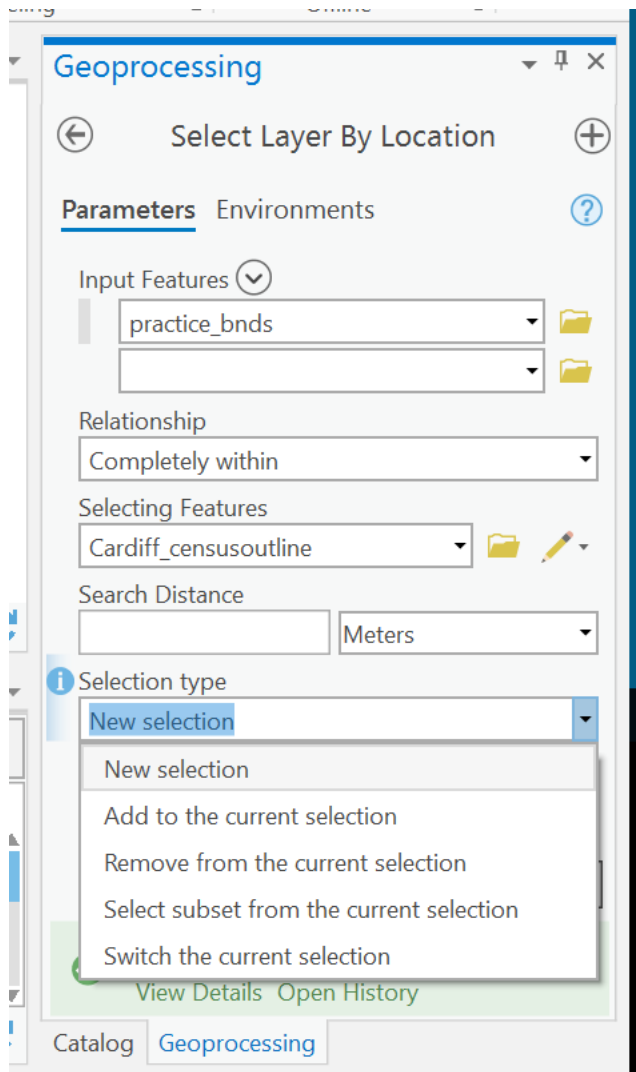 Geoprocessing
Select Layer By Location
Parameters Environments
Input Features
practice_bnds
Relationship
Completely within
Selecting Features
Cardiff_censusoutline
Search Distance
Meters
Selection type
New selection
New selection
Add to the current selection
Remove from the current selection
Select subset from the current selection
Switch the current selection
View Details Open History
Catalog Geoprocessing